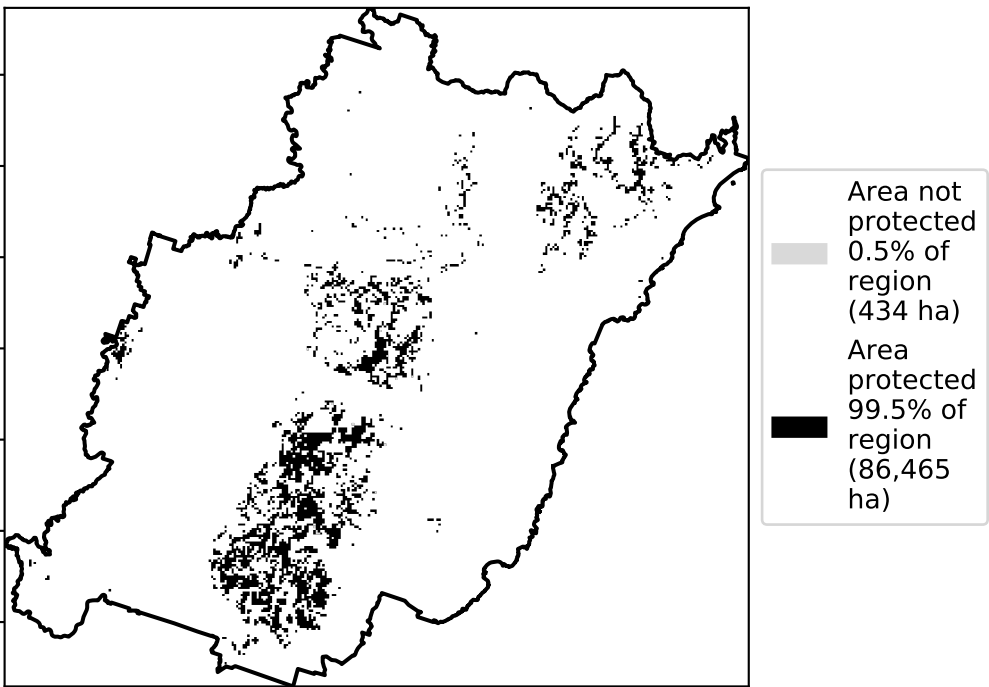 Area not
protected
0.5% of
region
(434 ha)
Area
protected
99.5% of
region
(86,465
ha)